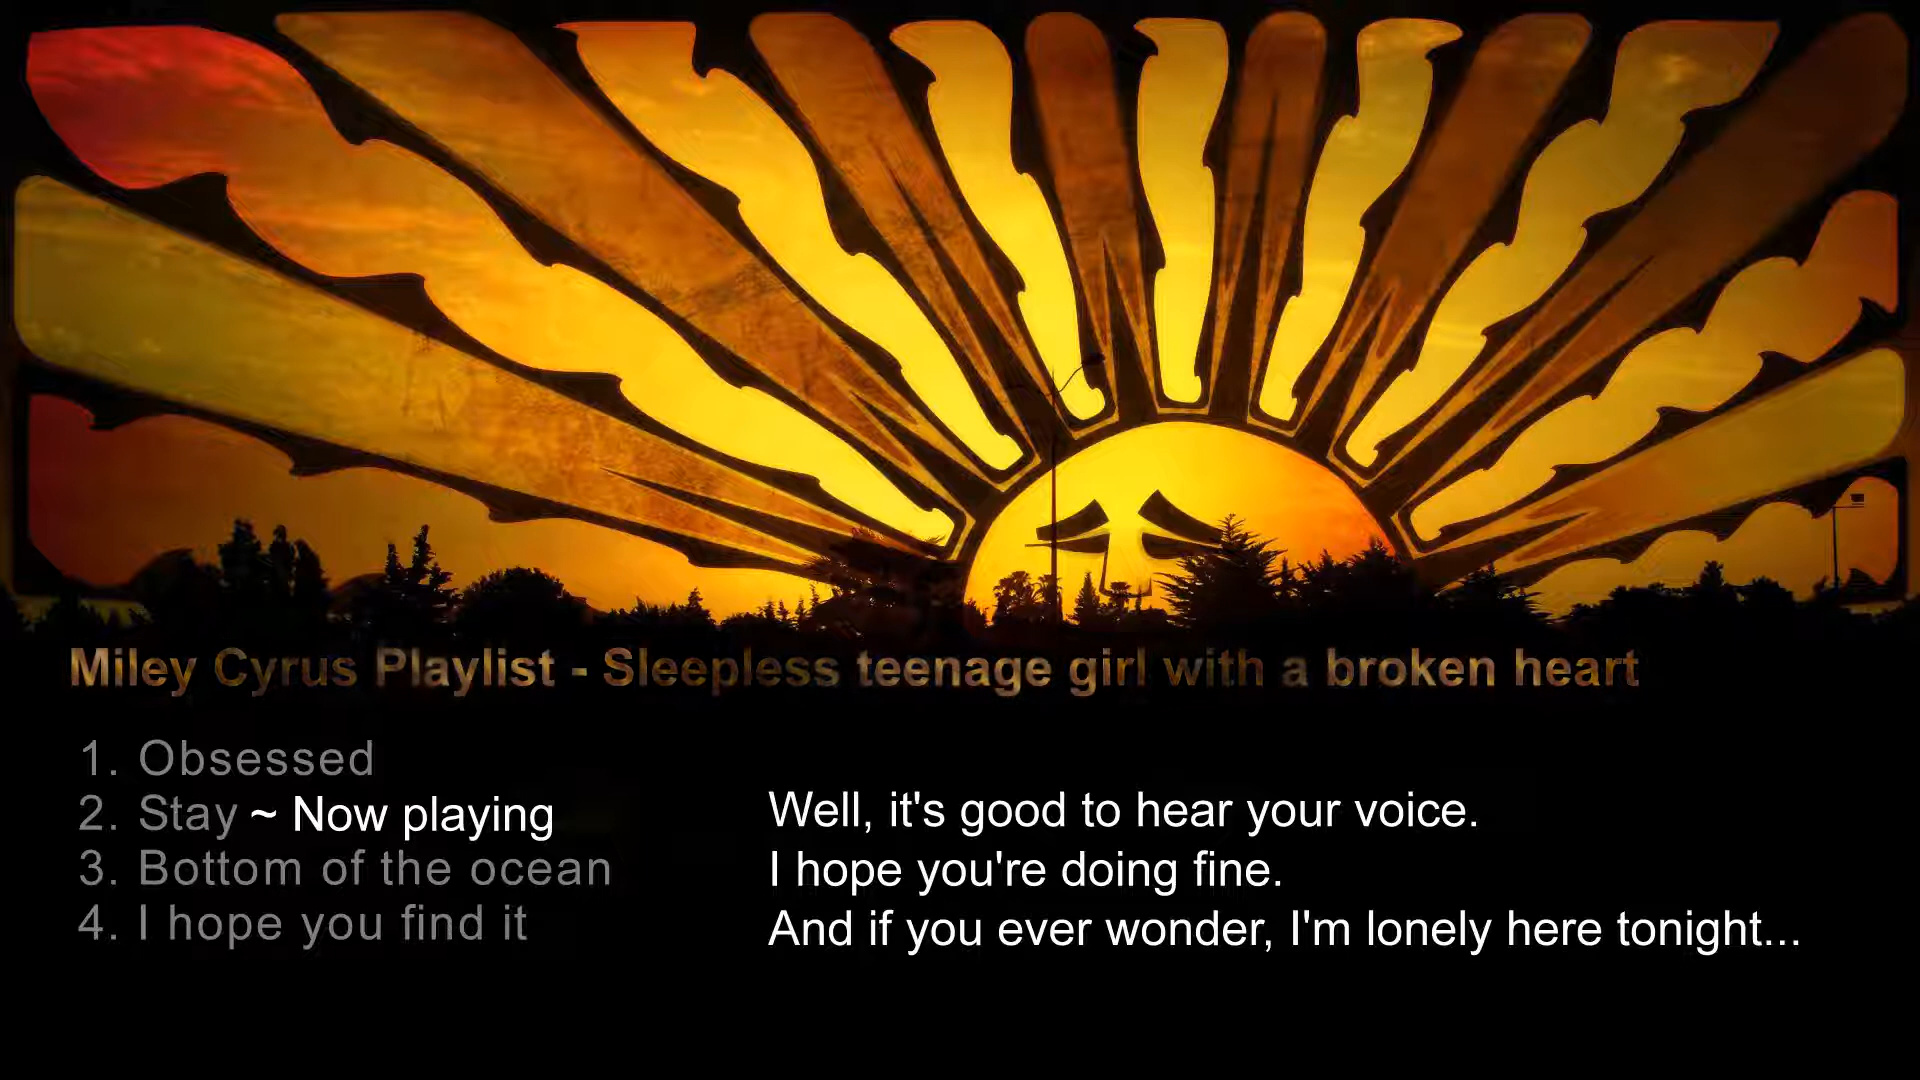 Miley Cyrus Playlist - Sleepless teenage girl with a broken heart
1. Obsessed
2. Stay ~ Now playing
3. Bottom of the ocean
4. I hope you find it
Well, it's good to hear your voice.
I hope you're doing fine.
And if you ever wonder, I'm lonely here tonight...